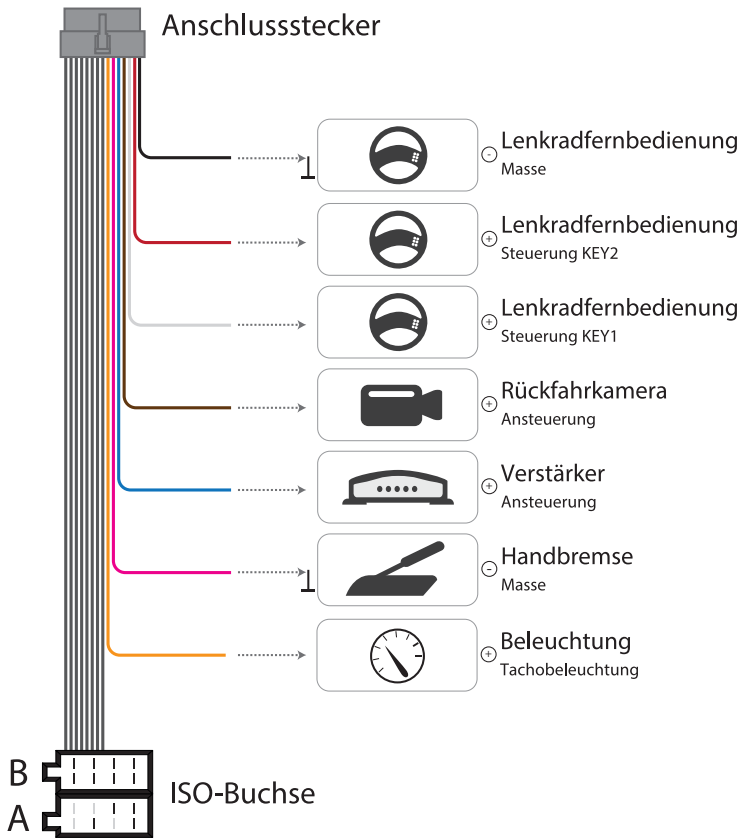 Anschlussstecker
Lenkradfernbedienung
Masse
Lenkradfernbedienung
Steuerung KEY2
Lenkradfernbedienung
Steuerung KEY1
Rückfahrkamera
Ansteuerung
Verstärker
Ansteuerung
Handbremse
Masse
Beleuchtung
Tachobeleuchtung
B
ISO-Buchse
A